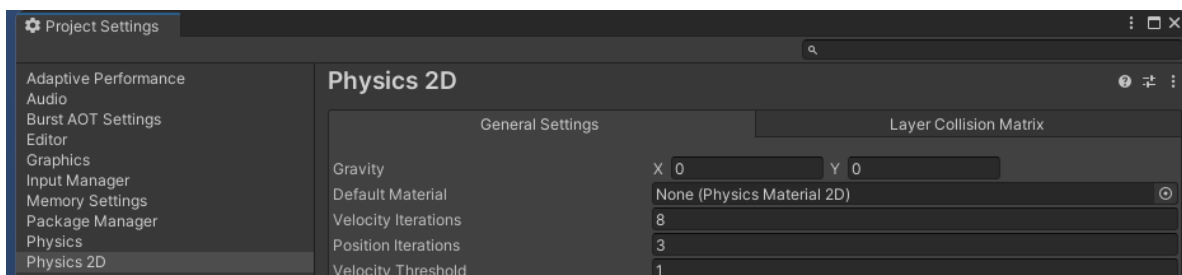 Project Settings
Physics 2D
General Settings Layer Collision Matrix
Adaptive Performance
Audio
Burst AOT Settings
Editor
Graphics
Input Manager
Memory Settings
Package Manager
Physics
Physics 2D
Gravity X 0 Y 0
Default Material None (Physics Material 2D)
Velocity Iterations 8
Position Iterations 3
Velocity Threshold 1